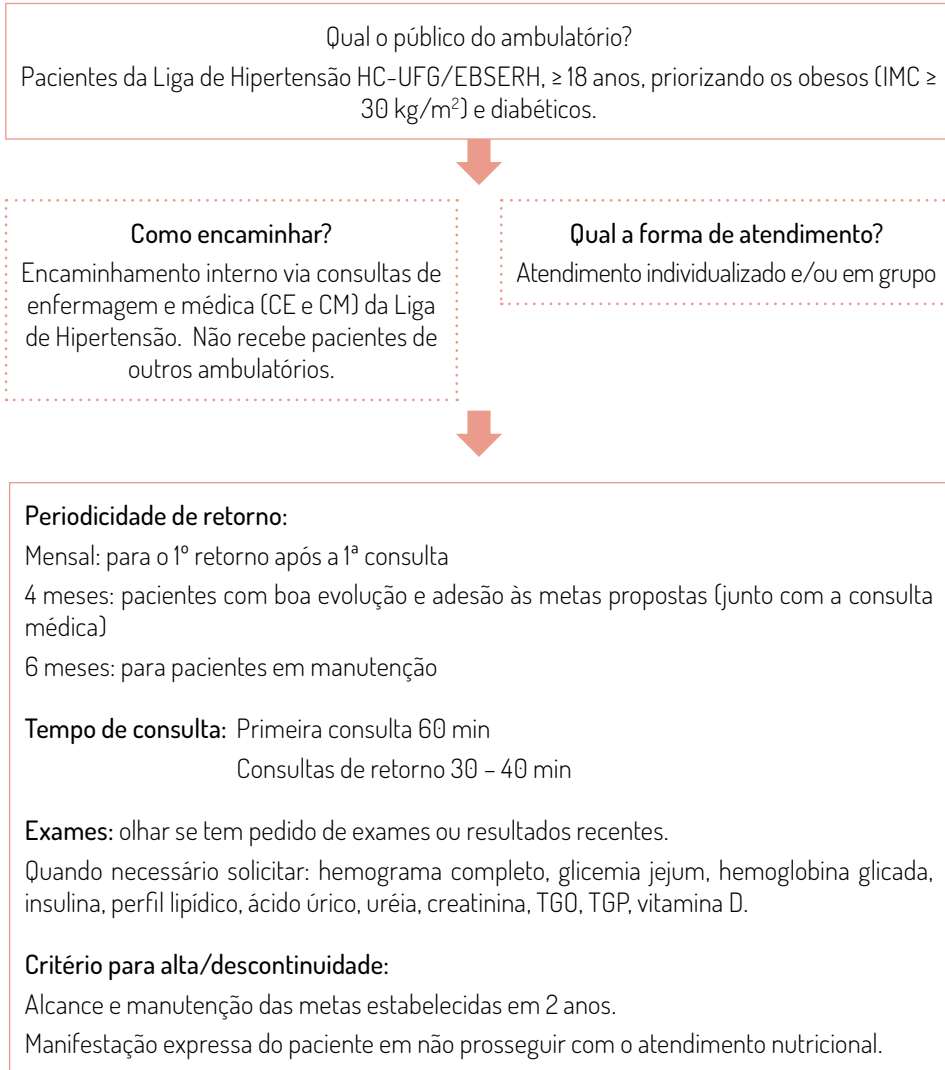 Qual o público do ambulatório?
Pacientes da Liga de Hipertensão HC-UFG/EBSERH, ≥ 18 anos, priorizando os obesos (IMC ≥
30 kg/m²) e diabéticos.
Como encaminhar?
Encaminhamento interno via consultas de
enfermagem e médica (CE e CM) da Liga
de Hipertensão. Não recebe pacientes de
outros ambulatórios.
Qual a forma de atendimento?
Atendimento individualizado e/ou em grupo
Periodicidade de retorno:
Mensal: para o 1º retorno após a 1ª consulta
4 meses: pacientes com boa evolução e adesão às metas propostas (junto com a consulta
médica)
6 meses: para pacientes em manutenção
Tempo de consulta: Primeira consulta 60 min
Consultas de retorno 30 – 40 min
Exames: olhar se tem pedido de exames ou resultados recentes.
Quando necessário solicitar: hemograma completo, glicemia jejum, hemoglobina glicada,
insulina, perfil lipídico, ácido úrico, uréia, creatinina, TGO, TGP, vitamina D.
Critério para alta/descontinuidade:
Alcance e manutenção das metas estabelecidas em 2 anos.
Manifestação expressa do paciente em não prosseguir com o atendimento nutricional.